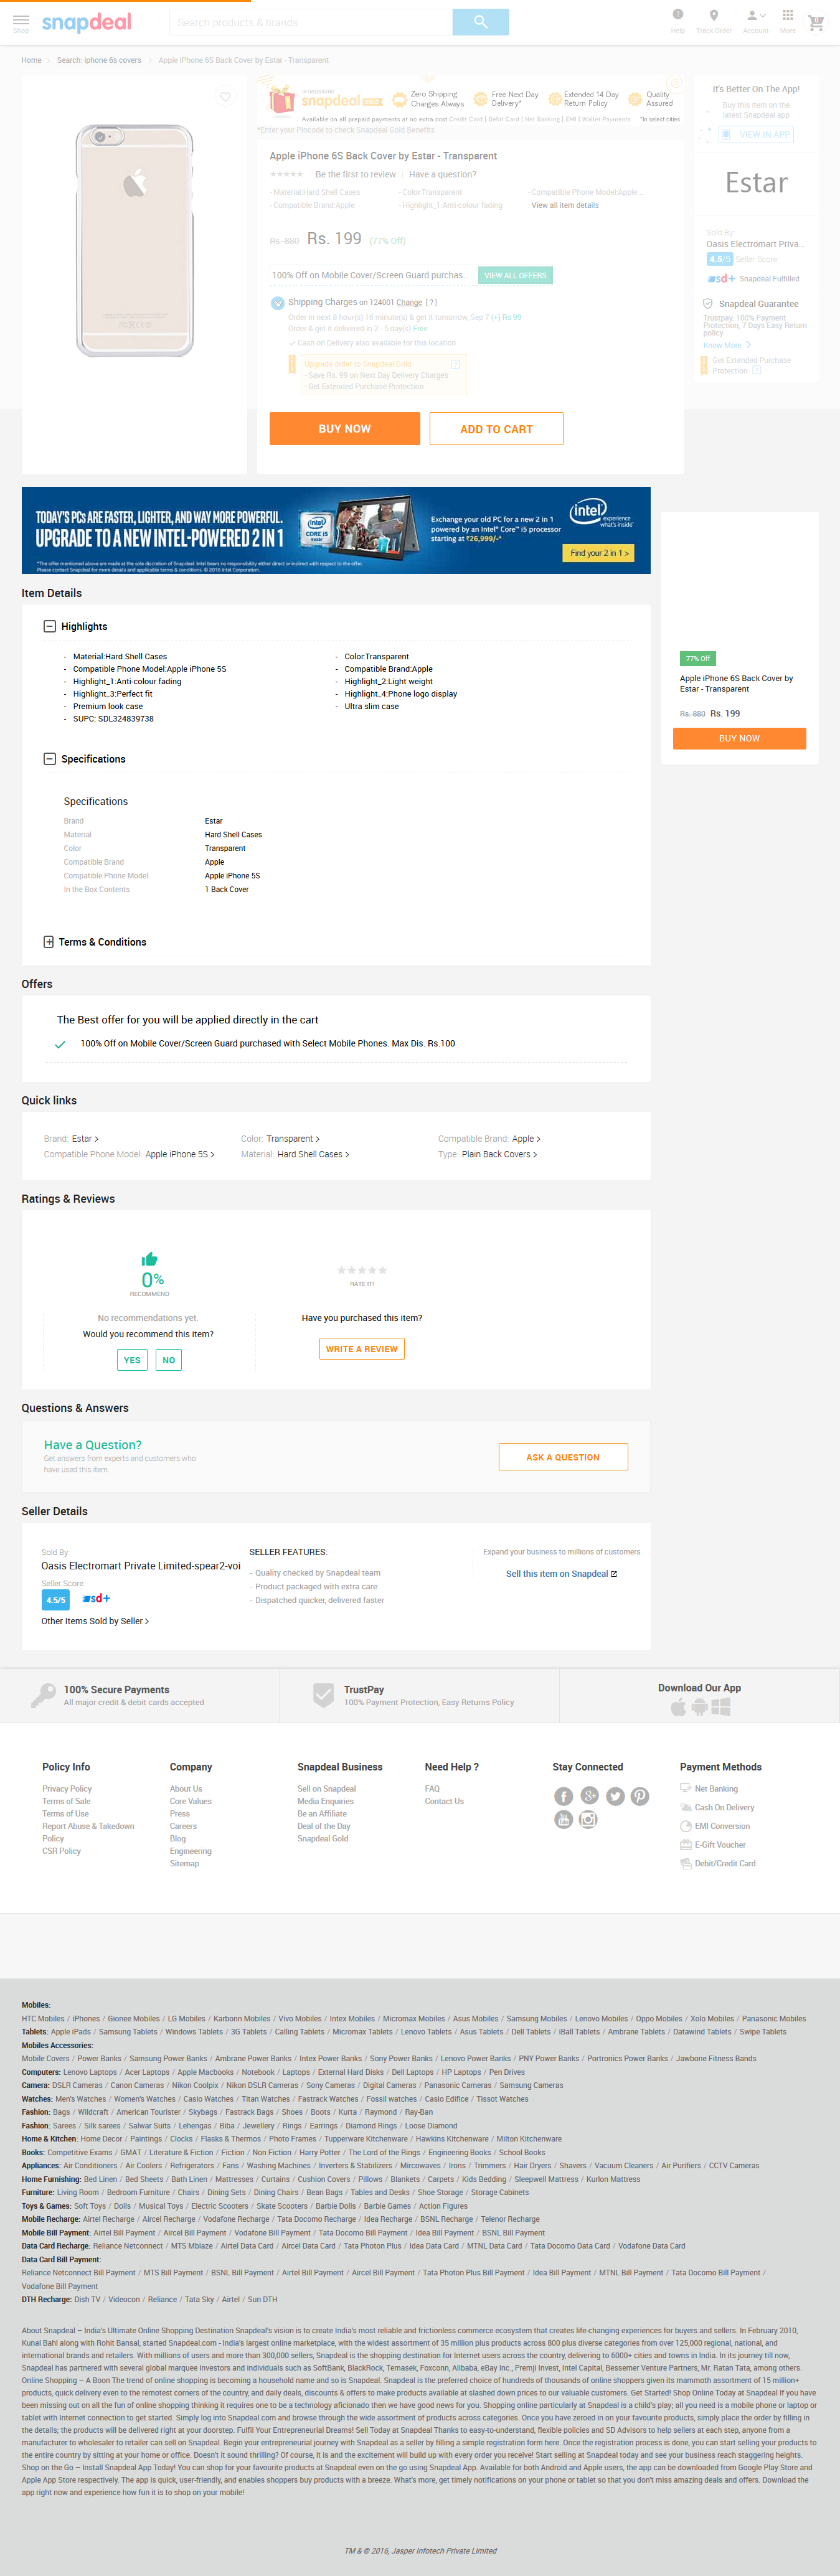 Shop
snapdeal
Search products & brands
Help
Track Order
Account
More
0
Home
Search: iphone 6s covers
Apple iPhone 6S Back Cover by Estar - Transparent
INTRODUCING
snapdeal GOLD
Zero Shipping
Charges Always
Free Next Day
Delivery*
Extended 14 Day
Return Policy
Quality
Assured
Available on all prepaid payments at no extra cost Credit Card | Debit Card | Net Banking | EMI | Wallet Payments *In select cities
*Enter your Pincode to check Snapdeal Gold Benefits
Apple iPhone 6S Back Cover by Estar - Transparent
Be the first to review | Have a question?
- Material:Hard Shell Cases
- Color:Transparent
- Compatible Phone Model:Apple ...
- Compatible Brand:Apple
- Highlight_1:Anti-colour fading
View all item details
Rs. 880 Rs. 199 (77% Off)
100% Off on Mobile Cover/Screen Guard purchas...
VIEW ALL OFFERS
Shipping Charges on 124001 Change [ ? ]
Order in next 8 hour(s) 16 minute(s) & get it tomorrow, Sep 7 (+) Rs 99
Order & get it delivered in 2 - 5 day(s) Free
Cash on Delivery also available for this location
Upgrade order to Snapdeal Gold
- Save Rs. 99 on Next Day Delivery Charges
- Get Extended Purchase Protection
BUY NOW
ADD TO CART
It's Better On The App!
Buy this item on the
latest Snapdeal app
VIEW IN APP
Estar
Sold By:
Oasis Electromart Priva...
4.5/5 Seller Score
sd+ Snapdeal Fulfilled
Snapdeal Guarantee
Trustpay: 100% Payment
Protection, 7 Days Easy Return
policy
Know More
Get Extended Purchase
Protection
TODAY'S PCs ARE FASTER, LIGHTER, AND WAY MORE POWERFUL.
UPGRADE TO A NEW INTEL-POWERED 2 IN 1
*The offer mentioned above are made at the sole discretion of Snapdeal. Intel bears no responsibility either direct or indirect with respect to the offer.
Please contact Snapdeal for more details and applicable terms & conditions. © 2016 Intel Corporation.
intel
CORE i5
inside
Exchange your old PC for a new 2 in 1
powered by an Intel® Core™ i5 processor
starting at ₹26,999/-*
intel
experience
what's inside
Find your 2 in 1 >
Item Details
Highlights
- Material:Hard Shell Cases
- Color:Transparent
- Compatible Phone Model:Apple iPhone 5S
- Compatible Brand:Apple
- Highlight_1:Anti-colour fading
- Highlight_2:Light weight
- Highlight_3:Perfect fit
- Highlight_4:Phone logo display
- Premium look case
- Ultra slim case
- SUPC: SDL324839738
77% Off
Apple iPhone 6S Back Cover by
Estar - Transparent
Rs. 880 Rs. 199
BUY NOW
Specifications
Specifications
Brand Estar
Material Hard Shell Cases
Color Transparent
Compatible Brand Apple
Compatible Phone Model Apple iPhone 5S
In the Box Contents 1 Back Cover
Terms & Conditions
Offers
The Best offer for you will be applied directly in the cart
100% Off on Mobile Cover/Screen Guard purchased with Select Mobile Phones. Max Dis. Rs.100
Quick links
Brand: Estar
Color: Transparent
Compatible Brand: Apple
Compatible Phone Model: Apple iPhone 5S
Material: Hard Shell Cases
Type: Plain Back Covers
Ratings & Reviews
0%
RECOMMEND
RATE IT!
No recommendations yet.
Would you recommend this item?
YES NO
Have you purchased this item?
WRITE A REVIEW
Questions & Answers
Have a Question?
Get answers from experts and customers who
have used this item.
ASK A QUESTION
Seller Details
Sold By:
Oasis Electromart Private Limited-spear2-voi
Seller Score
4.5/5 sd+
Other Items Sold by Seller
SELLER FEATURES:
- Quality checked by Snapdeal team
- Product packaged with extra care
- Dispatched quicker, delivered faster
Expand your business to millions of customers
Sell this item on Snapdeal
100% Secure Payments
All major credit & debit cards accepted
TrustPay
100% Payment Protection, Easy Returns Policy
Download Our App
Policy Info
Privacy Policy
Terms of Sale
Terms of Use
Report Abuse & Takedown
Policy
CSR Policy
Company
About Us
Core Values
Press
Careers
Blog
Engineering
Sitemap
Snapdeal Business
Sell on Snapdeal
Media Enquiries
Be an Affiliate
Deal of the Day
Snapdeal Gold
Need Help ?
FAQ
Contact Us
Stay Connected
Payment Methods
Net Banking
Cash On Delivery
EMI Conversion
E-Gift Voucher
Debit/Credit Card
Mobiles:
HTC Mobiles / iPhones / Gionee Mobiles / LG Mobiles / Karbonn Mobiles / Vivo Mobiles / Intex Mobiles / Micromax Mobiles / Asus Mobiles / Samsung Mobiles / Lenovo Mobiles / Oppo Mobiles / Xolo Mobiles / Panasonic Mobiles
Tablets: Apple iPads / Samsung Tablets / Windows Tablets / 3G Tablets / Calling Tablets / Micromax Tablets / Lenovo Tablets / Asus Tablets / Dell Tablets / iBall Tablets / Ambrane Tablets / Datawind Tablets / Swipe Tablets
Mobiles Accessories:
Mobile Covers / Power Banks / Samsung Power Banks / Ambrane Power Banks / Intex Power Banks / Sony Power Banks / Lenovo Power Banks / PNY Power Banks / Portronics Power Banks / Jawbone Fitness Bands
Computers: Lenovo Laptops / Acer Laptops / Apple Macbooks / Notebook / Laptops / External Hard Disks / Dell Laptops / HP Laptops / Pen Drives
Camera: DSLR Cameras / Canon Cameras / Nikon Coolpix / Nikon DSLR Cameras / Sony Cameras / Digital Cameras / Panasonic Cameras / Samsung Cameras
Watches: Men's Watches / Women's Watches / Casio Watches / Titan Watches / Fastrack Watches / Fossil watches / Casio Edifice / Tissot Watches
Fashion: Bags / Wildcraft / American Tourister / Skybags / Fastrack Bags / Shoes / Boots / Kurta / Raymond / Ray-Ban
Fashion: Sarees / Silk sarees / Salwar Suits / Lehengas / Biba / Jewellery / Rings / Earrings / Diamond Rings / Loose Diamond
Home & Kitchen: Home Decor / Paintings / Clocks / Flasks & Thermos / Photo Frames / Tupperware Kitchenware / Hawkins Kitchenware / Milton Kitchenware
Books: Competitive Exams / GMAT / Literature & Fiction / Fiction / Non Fiction / Harry Potter / The Lord of the Rings / Engineering Books / School Books
Appliances: Air Conditioners / Air Coolers / Refrigerators / Fans / Washing Machines / Inverters & Stabilizers / Mircowaves / Irons / Trimmers / Hair Dryers / Shavers / Vacuum Cleaners / Air Purifiers / CCTV Cameras
Home Furnishing: Bed Linen / Bed Sheets / Bath Linen / Mattresses / Curtains / Cushion Covers / Pillows / Blankets / Carpets / Kids Bedding / Sleepwell Mattress / Kurlon Mattress
Furniture: Living Room / Bedroom Furniture / Chairs / Dining Sets / Dining Chairs / Bean Bags / Tables and Desks / Shoe Storage / Storage Cabinets
Toys & Games: Soft Toys / Dolls / Musical Toys / Electric Scooters / Skate Scooters / Barbie Dolls / Barbie Games / Action Figures
Mobile Recharge: Airtel Recharge / Aircel Recharge / Vodafone Recharge / Tata Docomo Recharge / Idea Recharge / BSNL Recharge / Telenor Recharge
Mobile Bill Payment: Airtel Bill Payment / Aircel Bill Payment / Vodafone Bill Payment / Tata Docomo Bill Payment / Idea Bill Payment / BSNL Bill Payment
Data Card Recharge: Reliance Netconnect / MTS Mblaze / Airtel Data Card / Aircel Data Card / Tata Photon Plus / Idea Data Card / MTNL Data Card / Tata Docomo Data Card / Vodafone Data Card
Data Card Bill Payment:
Reliance Netconnect Bill Payment / MTS Bill Payment / BSNL Bill Payment / Airtel Bill Payment / Aircel Bill Payment / Tata Photon Plus Bill Payment / Idea Bill Payment / MTNL Bill Payment / Tata Docomo Bill Payment /
Vodafone Bill Payment
DTH Recharge: Dish TV / Videocon / Reliance / Tata Sky / Airtel / Sun DTH
About Snapdeal – India's Ultimate Online Shopping Destination Snapdeal's vision is to create India's most reliable and frictionless commerce ecosystem that creates life-changing experiences for buyers and sellers. In February 2010,
Kunal Bahl along with Rohit Bansal, started Snapdeal.com - India's largest online marketplace, with the widest assortment of 35 million plus products across 800 plus diverse categories from over 125,000 regional, national, and
international brands and retailers. With millions of users and more than 300,000 sellers, Snapdeal is the shopping destination for Internet users across the country, delivering to 6000+ cities and towns in India. In its journey till now,
Snapdeal has partnered with several global marquee investors and individuals such as SoftBank, BlackRock, Temasek, Foxconn, Alibaba, eBay Inc., Premji Invest, Intel Capital, Bessemer Venture Partners, Mr. Ratan Tata, among others.
Online Shopping – A Boon The trend of online shopping is becoming a household name and so is Snapdeal. Snapdeal is the preferred choice of hundreds of thousands of online shoppers given its mammoth assortment of 15 million+
products, quick delivery even to the remotest corners of the country, and daily deals, discounts & offers to make products available at slashed down prices to our valuable customers. Get Started! Shop Online Today at Snapdeal If you have
been missing out on all the fun of online shopping thinking it requires one to be a technology aficionado then we have good news for you. Shopping online particularly at Snapdeal is a child's play; all you need is a mobile phone or laptop or
tablet with Internet connection to get started. Simply log into Snapdeal.com and browse through the wide assortment of products across categories. Once you have zeroed in on your favourite products, simply place the order by filling in
the details; the products will be delivered right at your doorstep. Fulfil Your Entrepreneurial Dreams! Sell Today at Snapdeal Thanks to easy-to-understand, flexible policies and SD Advisors to help sellers at each step, anyone from a
manufacturer to wholesaler to retailer can sell on Snapdeal. Begin your entrepreneurial journey with Snapdeal as a seller by filling a simple registration form here. Once the registration process is done, you can start selling your products to
the entire country by sitting at your home or office. Doesn't it sound thrilling? Of course, it is and the excitement will build up with every order you receive! Start selling at Snapdeal today and see your business reach staggering heights.
Shop on the Go – Install Snapdeal App Today! You can shop for your favourite products at Snapdeal even on the go using Snapdeal App. Available for both Android and Apple users, the app can be downloaded from Google Play Store and
Apple App Store respectively. The app is quick, user-friendly, and enables shoppers buy products with a breeze. What's more, get timely notifications on your phone or tablet so that you don't miss amazing deals and offers. Download the
app right now and experience how fun it is to shop on your mobile!
TM & © 2016, Jasper Infotech Private Limited